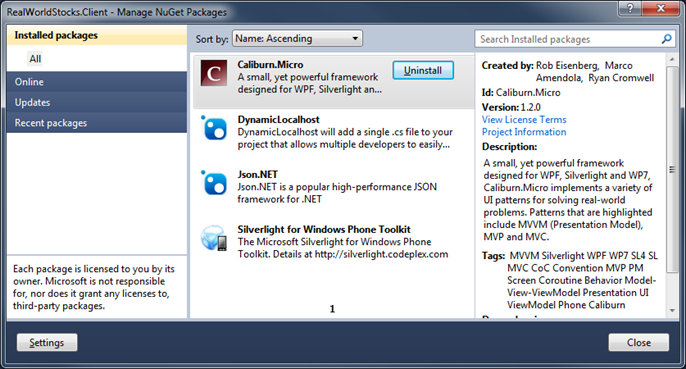 RealWorldStocks.Client - Manage NuGet Packages
Installed packages
All
Online
Updates
Recent packages
Each package is licensed to you by its
owner. Microsoft is not responsible
for, nor does it grant any licenses to,
third-party packages.
Sort by: Name: Ascending
Caliburn.Micro
A small, yet powerful framework
designed for WPF, Silverlight an...
Uninstall
DynamicLocalhost
DynamicLocalhost will add a single .cs file to your
project that allows multiple developers to easily...
Json.NET
Json.NET is a popular high-performance JSON
framework for .NET
Silverlight for Windows Phone Toolkit
The Microsoft Silverlight for Windows Phone
Toolkit. Details at http://silverlight.codeplex.com
1
Search Installed packages
Created by: Rob Eisenberg, Marco
Amendola, Ryan Cromwell
Id: Caliburn.Micro
Version: 1.2.0
View License Terms
Project Information
Description:
A small, yet powerful framework
designed for WPF, Silverlight and WP7,
Caliburn.Micro implements a variety of
UI patterns for solving real-world
problems. Patterns that are highlighted
include MVVM (Presentation Model),
MVP and MVC.
Tags: MVVM Silverlight WPF WP7 SL4 SL
MVC CoC Convention MVP PM
Screen Coroutine Behavior Model-
View-ViewModel Presentation UI
ViewModel Phone Caliburn
Settings
Close